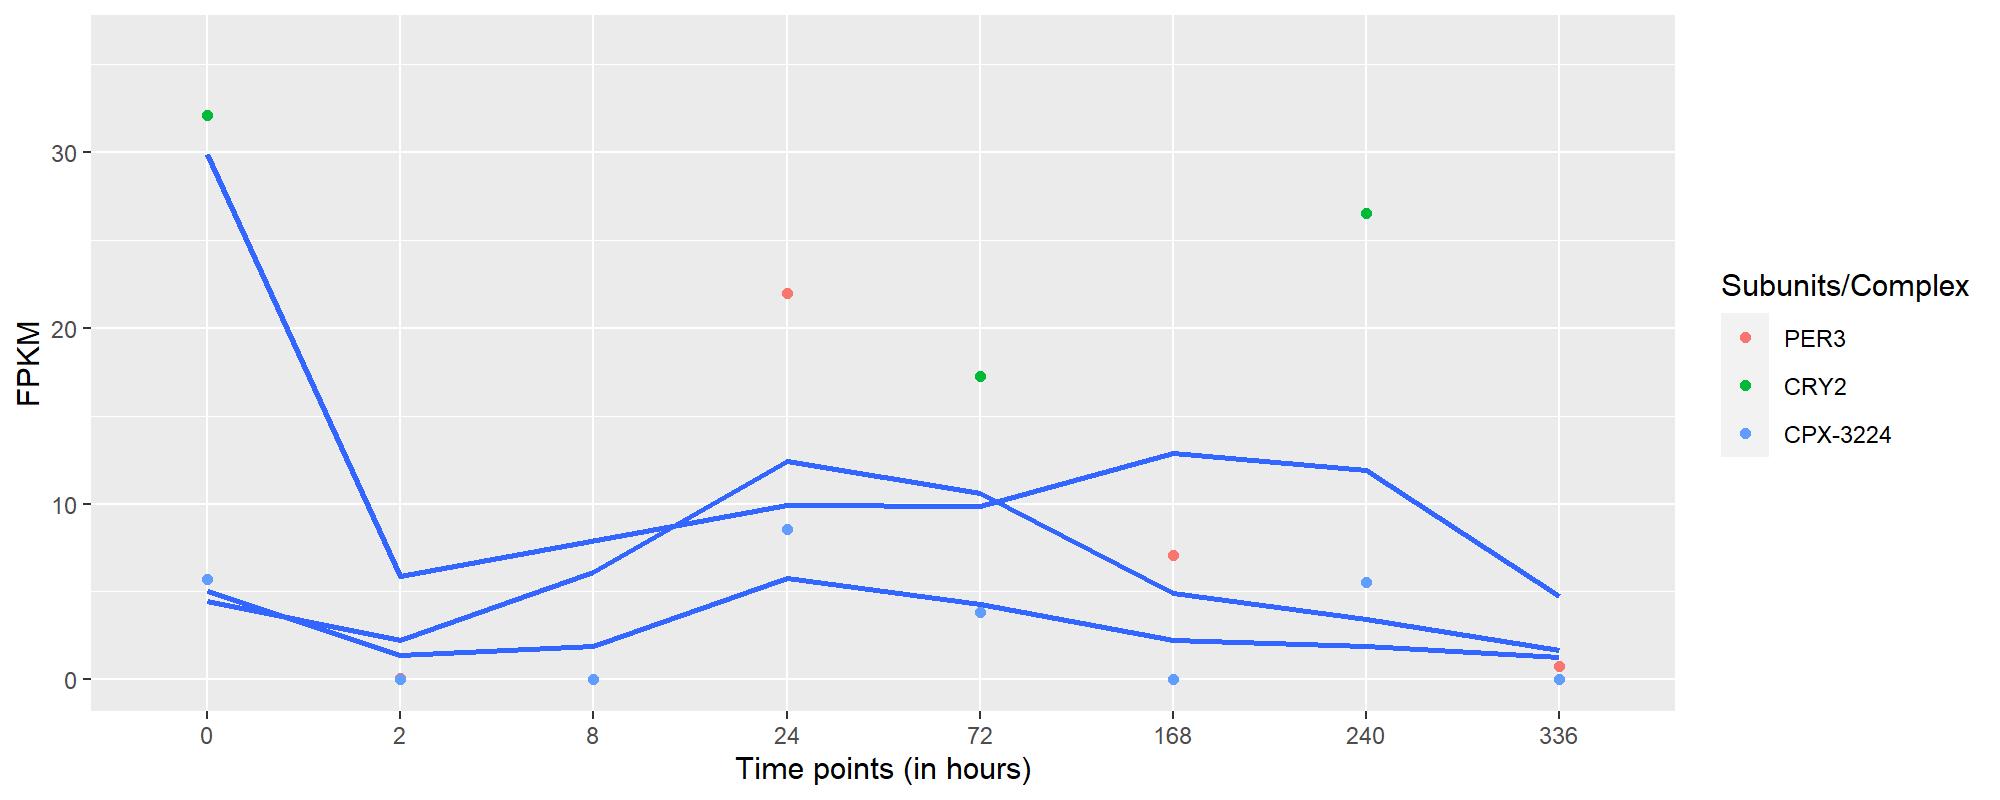 30
20
10
0
FPKM
0 2 8 24 72 168 240 336
Time points (in hours)
Subunits/Complex
PER3
CRY2
CPX-3224